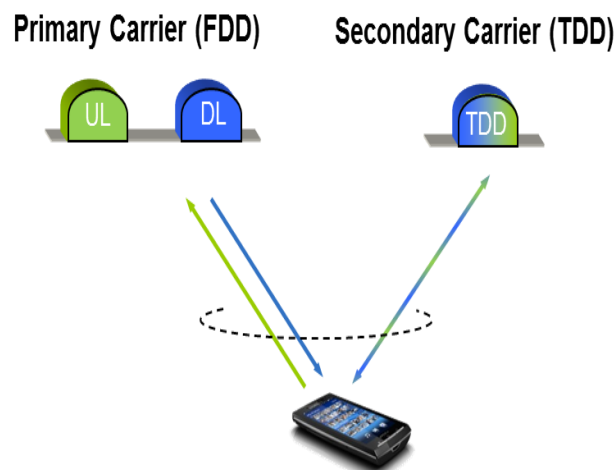 Primary Carrier (FDD)
Secondary Carrier (TDD)
UL
DL
TDD